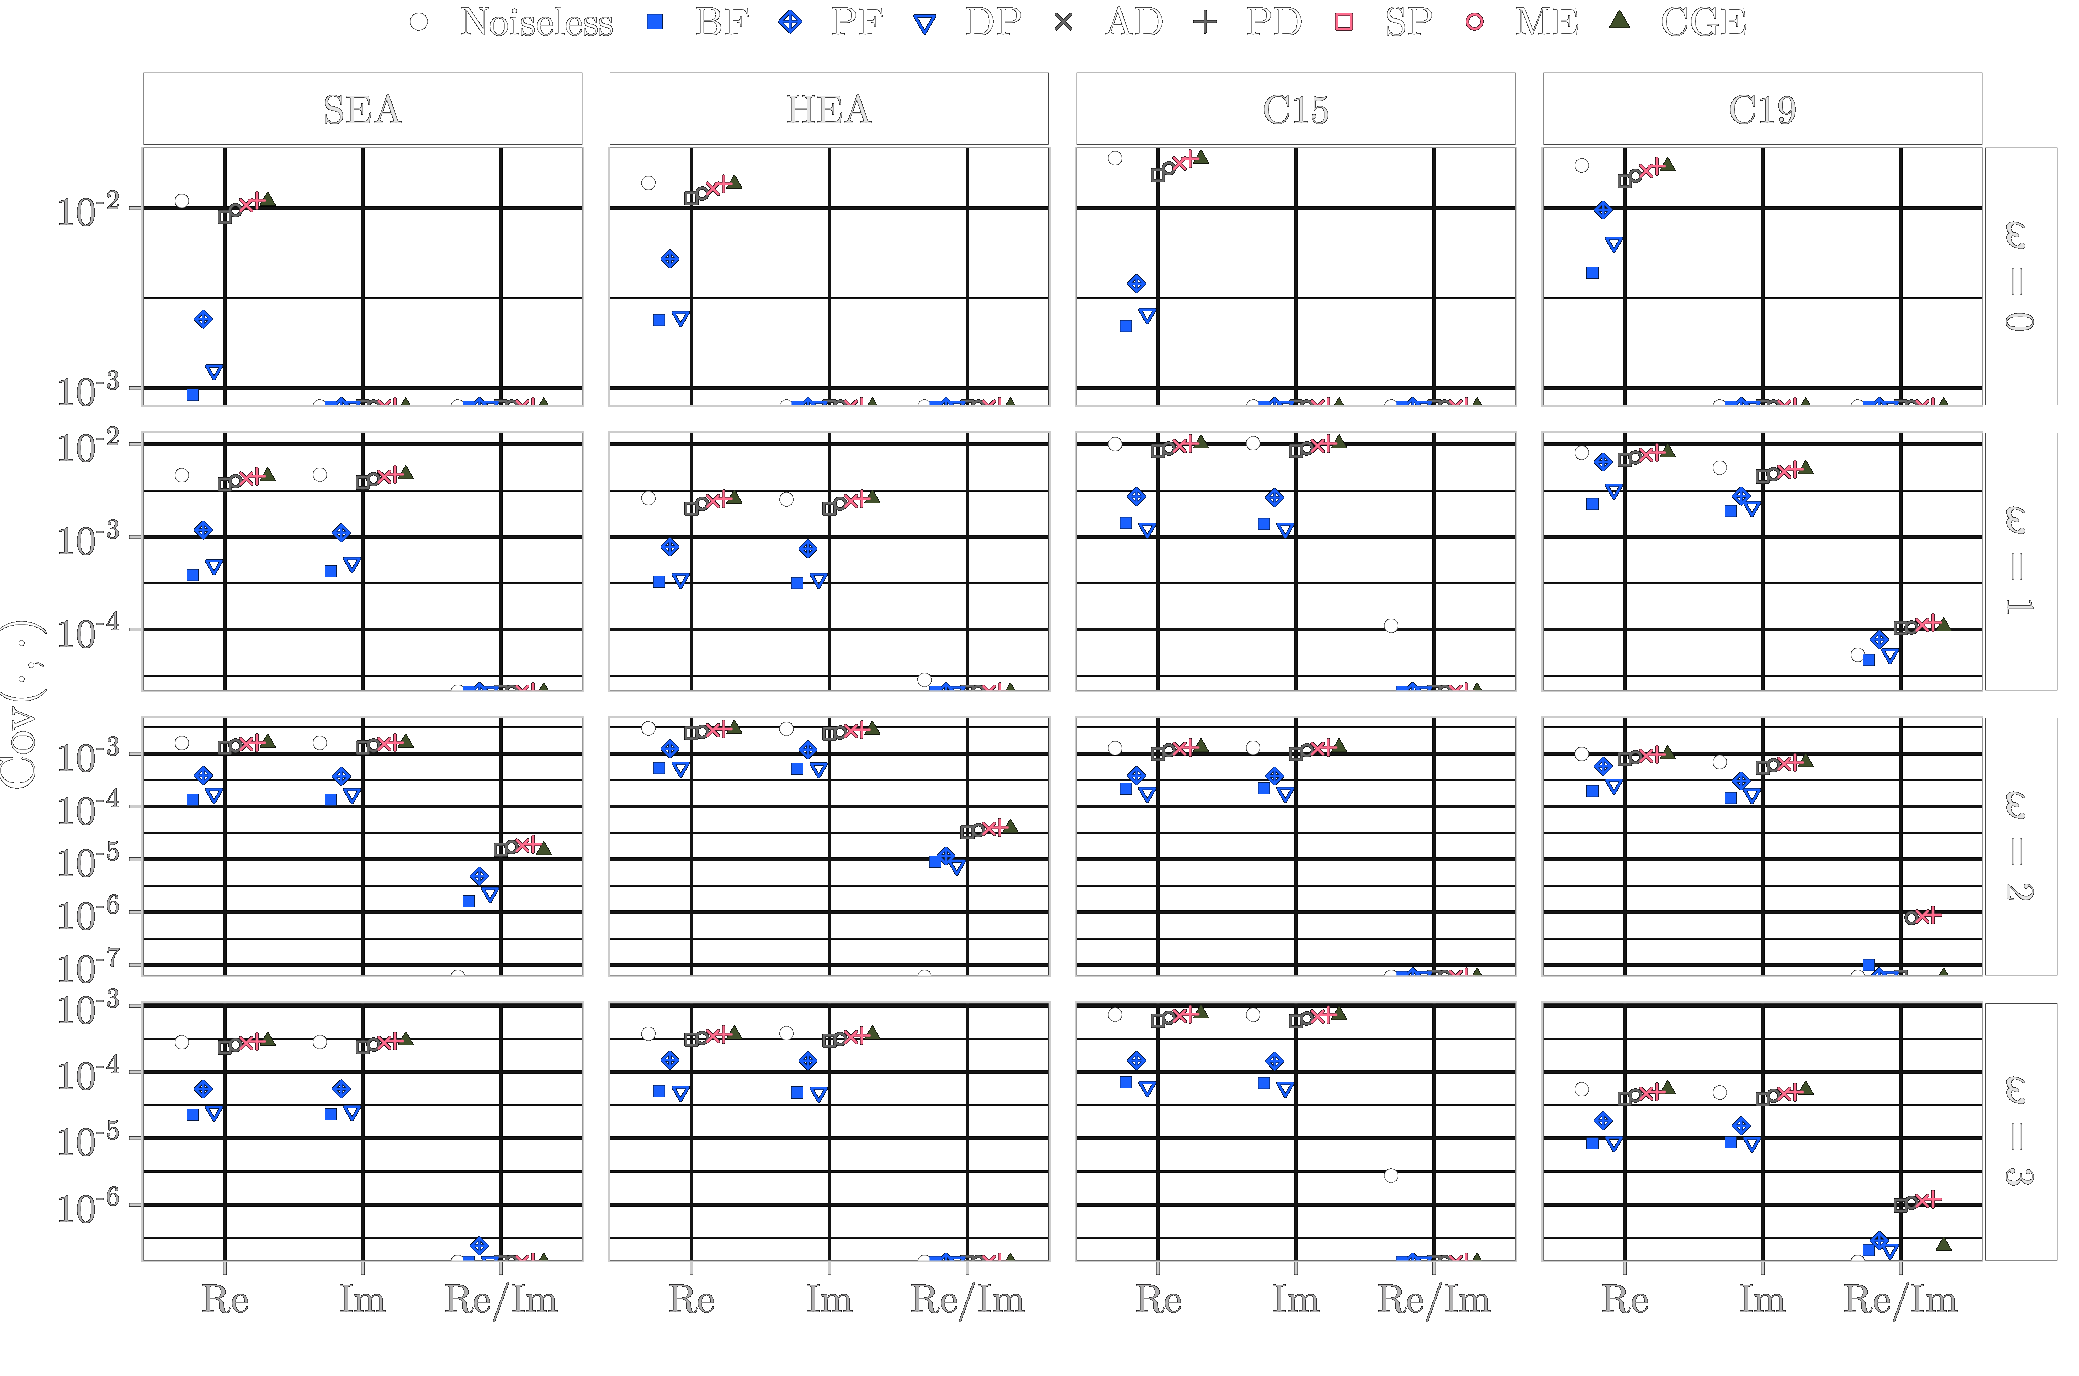 Noiseless BF PF DP AD PD SP ME CGE
SEA HEA C15 C19
10-2
10-3
ω = 0
10-2
10-3
10-4
ω = 1
Cov(·,·)
10-3
10-4
10-5
10-6
10-7
ω = 2
10-3
10-4
10-5
10-6
ω = 3
Re Im Re/Im Re Im Re/Im Re Im Re/Im Re Im Re/Im